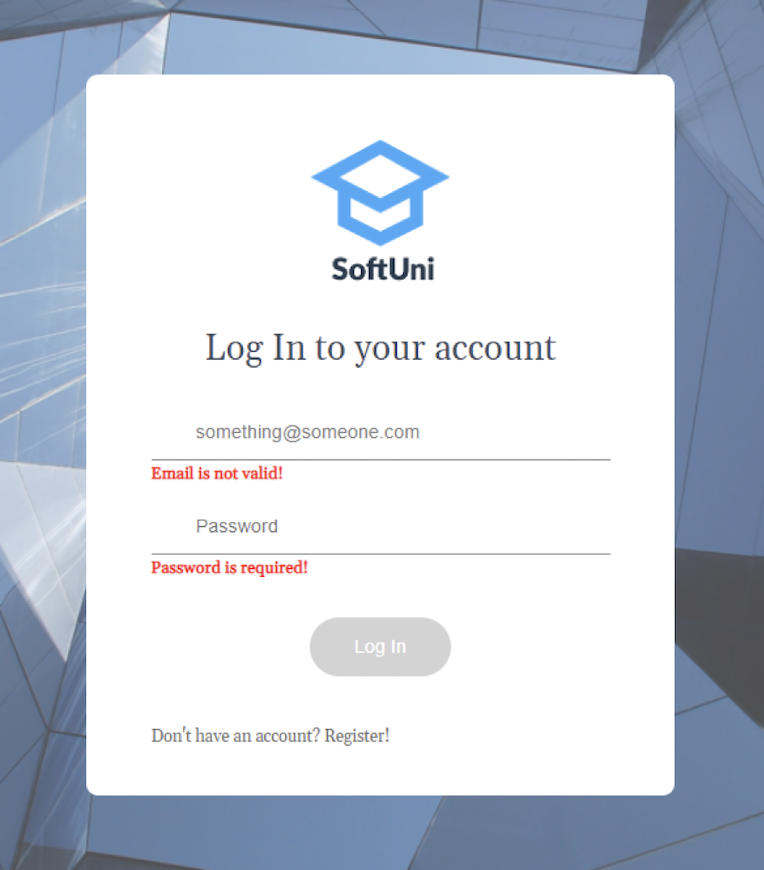 SoftUni
Log In to your account
something@someone.com
Email is not valid!
Password
Password is required!
Log In
Don't have an account? Register!